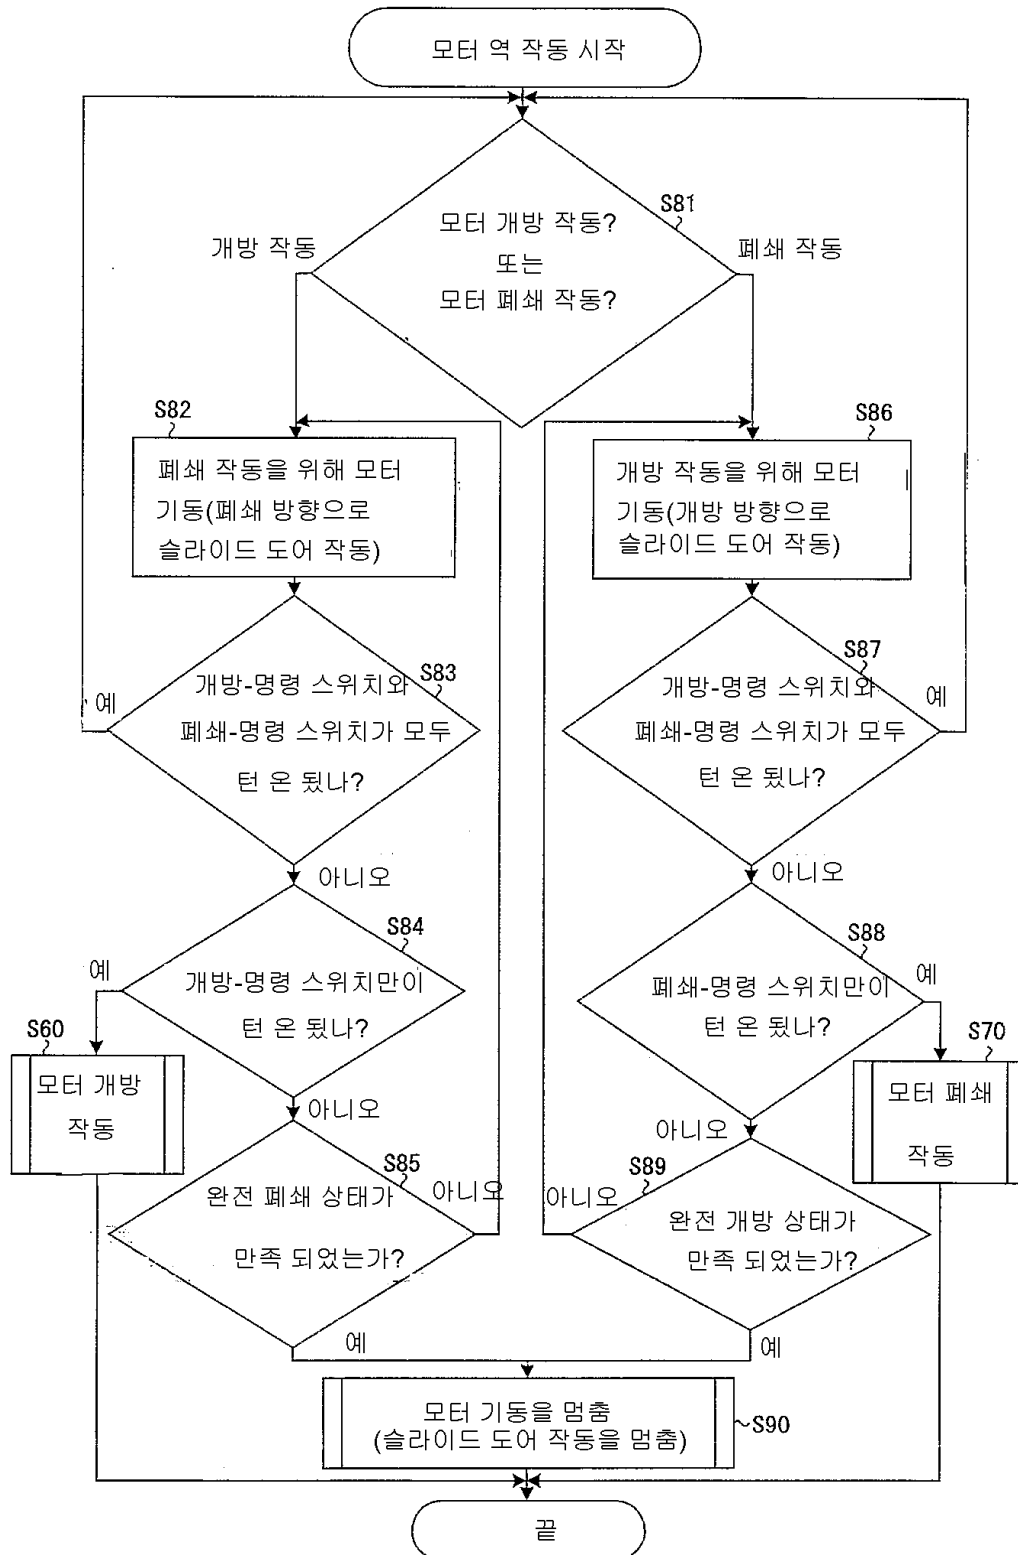 모터 역 작동 시작
S81
모터 개방 작동?
또는
모터 폐쇄 작동?
개방 작동
폐쇄 작동
S82
폐쇄 작동을 위해 모터
기동(폐쇄 방향으로
슬라이드 도어 작동)
S86
개방 작동을 위해 모터
기동(개방 방향으로
슬라이드 도어 작동)
S83
개방-명령 스위치와
폐쇄-명령 스위치가 모두
턴 온 됐나?
예
아니오
S87
개방-명령 스위치와
폐쇄-명령 스위치가 모두
턴 온 됐나?
예
아니오
S84
개방-명령 스위치만이
턴 온 됐나?
예
아니오
S88
폐쇄-명령 스위치만이
턴 온 됐나?
예
아니오
S60
모터 개방
작동
S70
모터 폐쇄
작동
S85
완전 폐쇄 상태가
만족 되었는가?
아니오
예
S89
완전 개방 상태가
만족 되었는가?
아니오
예
모터 기동을 멈춤
(슬라이드 도어 작동을 멈춤)
S90
끝